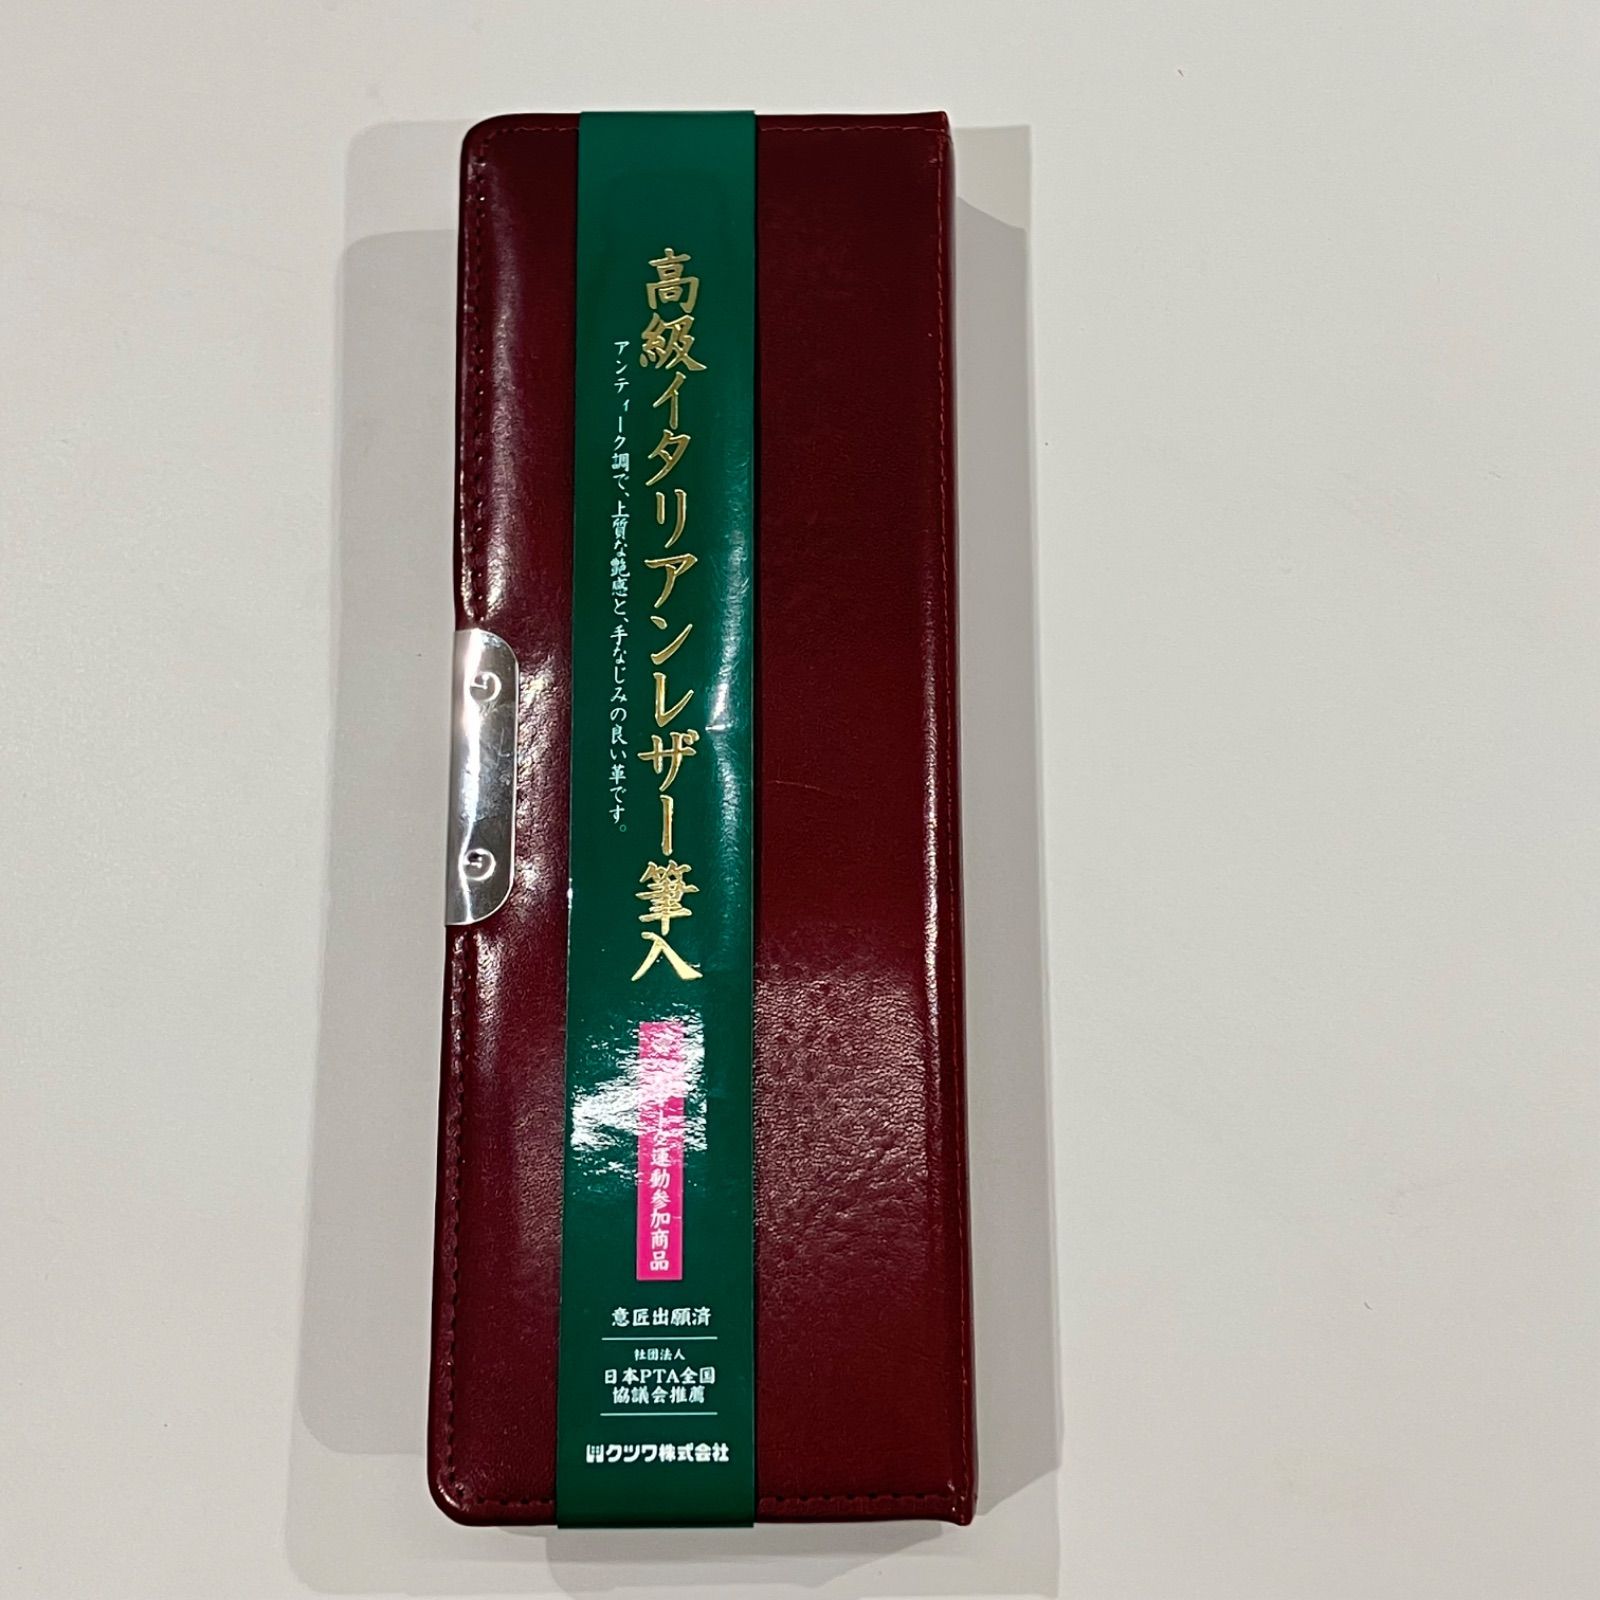 高級イタリアンレザー筆入
アンティーク調で、上質な艶感と、手なじみの良い革です。
運動参加商品
意匠出願済
社団法人
日本PTA全国
協議会推薦
クツワ株式会社